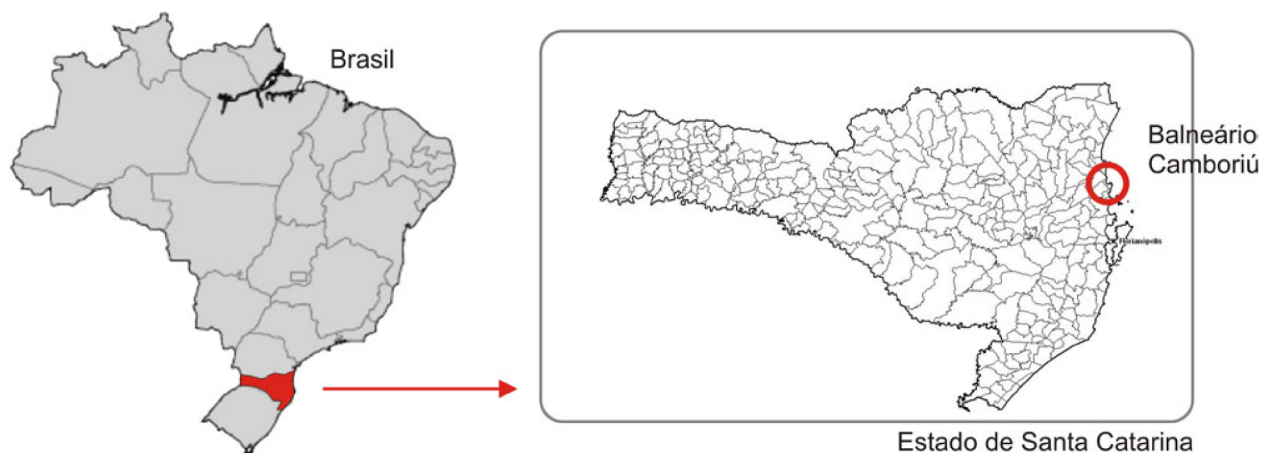 Brasil
Balneário
Camboriú
Florianópolis
Estado de Santa Catarina